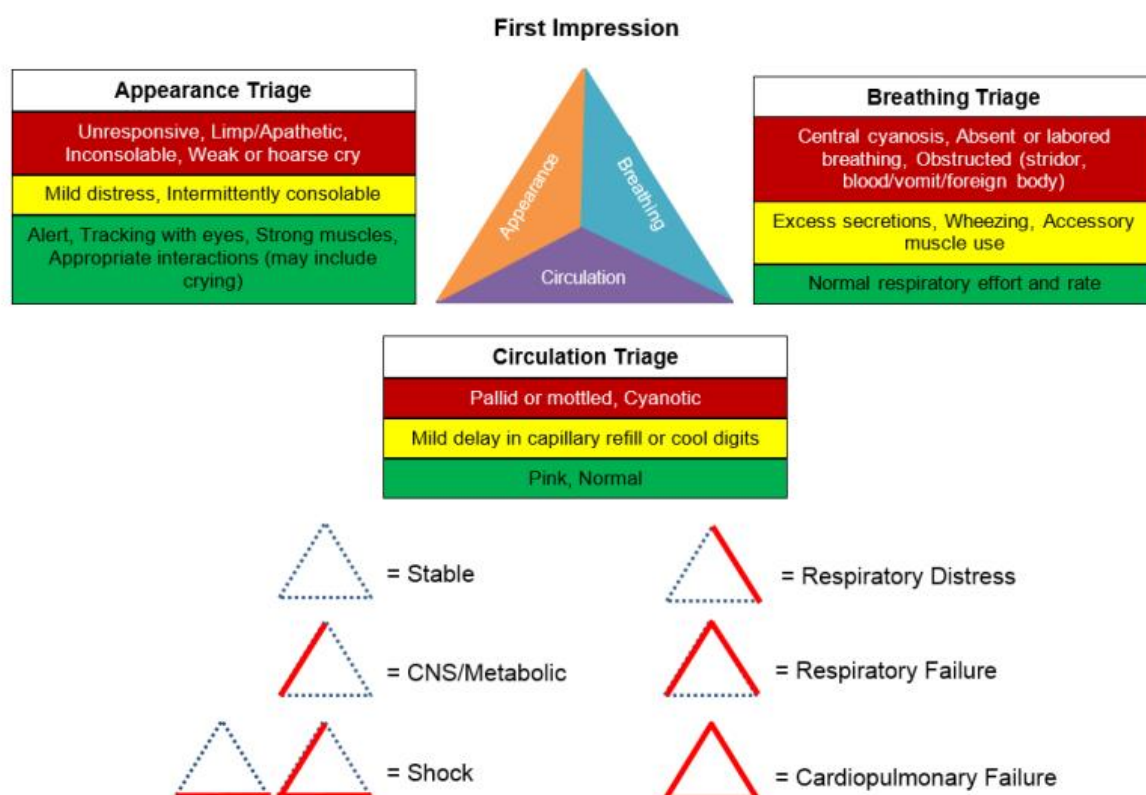 First Impression
Appearance Triage
Unresponsive, Limp/Apathetic,
Inconsolable, Weak or hoarse cry
Mild distress, Intermittently consolable
Alert, Tracking with eyes, Strong muscles,
Appropriate interactions (may include
crying)
Appearance
Breathing
Circulation
Breathing Triage
Central cyanosis, Absent or labored
breathing, Obstructed (stridor,
blood/vomit/foreign body)
Excess secretions, Wheezing, Accessory
muscle use
Normal respiratory effort and rate
Circulation Triage
Pallid or mottled, Cyanotic
Mild delay in capillary refill or cool digits
Pink, Normal
= Stable
= Respiratory Distress
= CNS/Metabolic
= Respiratory Failure
= Shock
= Cardiopulmonary Failure